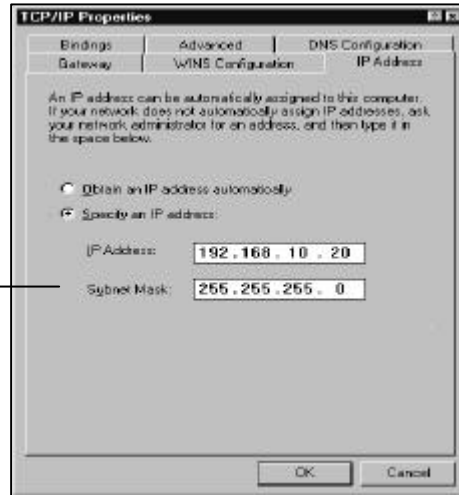 TCP/IP Properties
Bindings Advanced DNS Configuration
Gateway WINS Configuration IP Address
An IP address can be automatically assigned to this computer.
If your network does not automatically assign IP addresses, ask
your network administrator for an address, and then type it in
the space below.
Obtain an IP address automatically
Specify an IP address:
IP Address: 192.168.10.20
Subnet Mask: 255.255.255.0
OK Cancel